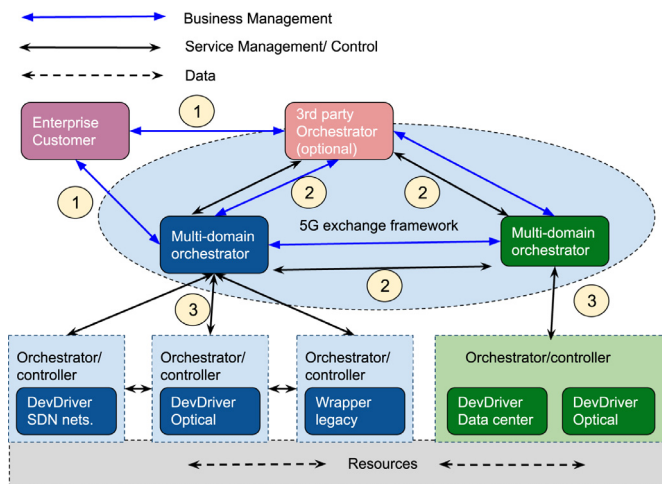 Business Management
Service Management/ Control
Data
Enterprise
Customer
1
3rd party
Orchestrator
(optional)
1
2
2
5G exchange framework
Multi-domain
orchestrator
Multi-domain
orchestrator
2
3
3
Orchestrator/
controller
DevDriver
SDN nets.
Orchestrator/
controller
DevDriver
Optical
Orchestrator/
controller
Wrapper
legacy
Orchestrator/controller
DevDriver
Data center
DevDriver
Optical
Resources